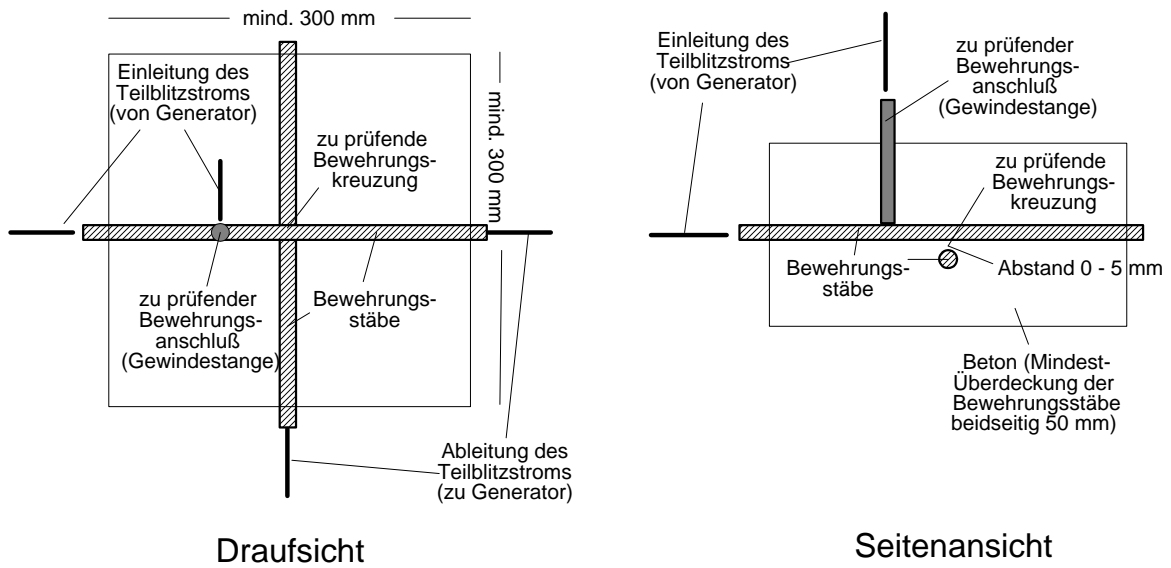 mind. 300 mm
Einleitung des
Teilblitzstroms
(von Generator)
zu prüfende
Bewehrungs-
kreuzung
mind. 300 mm
zu prüfender
Bewehrungs-
anschluß
(Gewindestange)
Bewehrungs-
stäbe
Ableitung des
Teilblitzstroms
(zu Generator)
Draufsicht
Einleitung des
Teilblitzstroms
(von Generator)
zu prüfender
Bewehrungs-
anschluß
(Gewindestange)
zu prüfende
Bewehrungs-
kreuzung
Bewehrungs-
stäbe
Abstand 0 - 5 mm
Beton (Mindest-
Überdeckung der
Bewehrungsstäbe
beidseitig 50 mm)
Seitenansicht